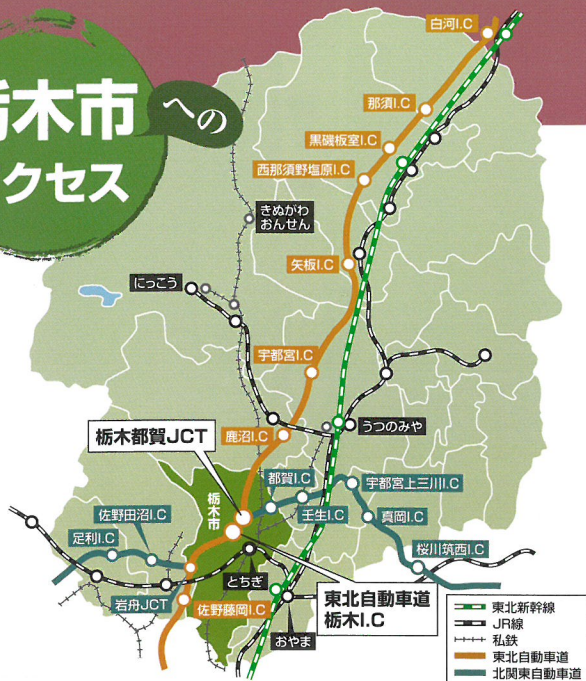 栃木市
への
クセス
白河I.C
那須I.C
黒磯板室I.C
西那須野塩原I.C
きぬがわ
おんせん
矢板I.C
にっこう
宇都宮I.C
栃木都賀JCT
鹿沼I.C
うつのみや
都賀I.C
宇都宮上三川I.C
栃木市
壬生I.C
真岡I.C
佐野田沼I.C
足利I.C
桜川筑西I.C
とちぎ
岩舟JCT
佐野藤岡I.C
東北自動車道
栃木I.C
おやま
東北新幹線
JR線
私鉄
東北自動車道
北関東自動車道